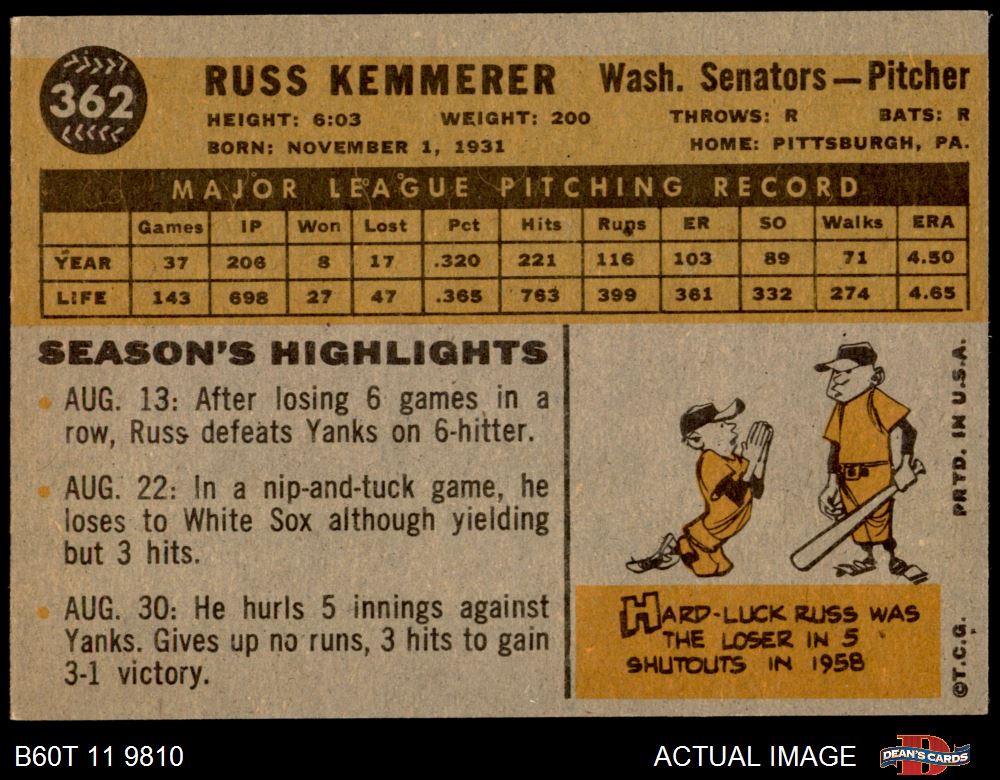 362
RUSS KEMMERER Wash. Senators—Pitcher
HEIGHT: 6:03 WEIGHT: 200 THROWS: R BATS: R
BORN: NOVEMBER 1, 1931 HOME: PITTSBURGH, PA.
MAJOR LEAGUE PITCHING RECORD
Games IP Won Lost Pct Hits Runs ER SO Walks ERA
YEAR 37 206 8 17 .320 221 116 103 89 71 4.50
LIFE 143 698 27 47 .365 763 399 361 332 274 4.65
SEASON'S HIGHLIGHTS
AUG. 13: After losing 6 games in a
row, Russ defeats Yanks on 6-hitter.
AUG. 22: In a nip-and-tuck game, he
loses to White Sox although yielding
but 3 hits.
AUG. 30: He hurls 5 innings against
Yanks. Gives up no runs, 3 hits to gain
3-1 victory.
HARD-LUCK RUSS WAS
THE LOSER IN 5
SHUTOUTS IN 1958
©T.C.G. PRTD. IN U.S.A.
B60T 11 9810 ACTUAL IMAGE DEAN'S CARDS